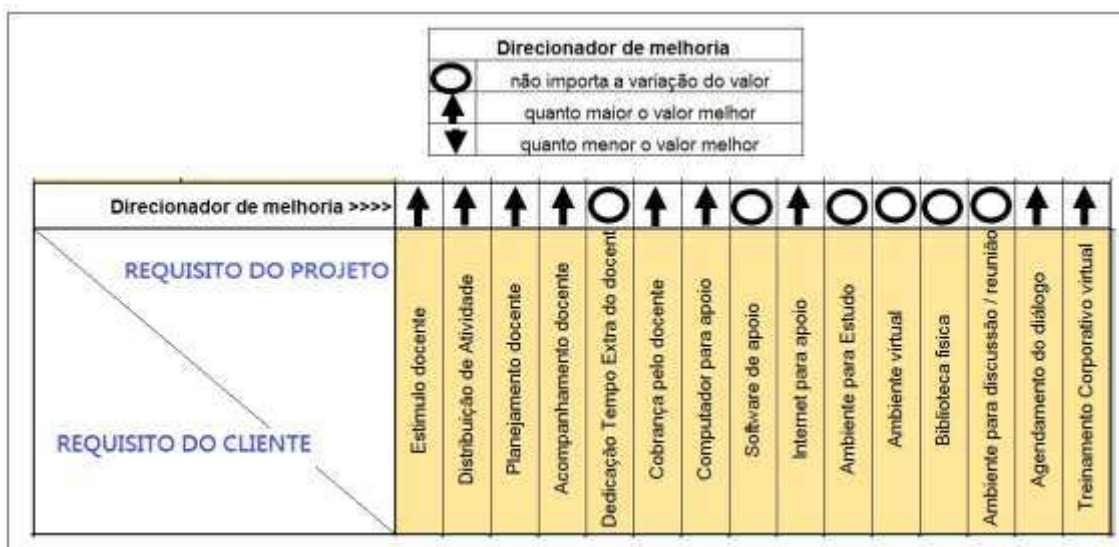 Direcionador de melhoria
não importa a variação do valor
quanto maior o valor melhor
quanto menor o valor melhor
Direcionador de melhoria >>>>
REQUISITO DO PROJETO
REQUISITO DO CLIENTE
Estimulo docente
Distribuição de Atividade
Planejamento docente
Acompanhamento docente
Dedicação Tempo Extra do docent
Cobrança pelo docente
Computador para apoio
Software de apoio
Internet para apoio
Ambiente para Estudo
Ambiente virtual
Biblioteca fisica
Ambiente para discussão / reunião
Agendamento do diálogo
Treinamento Corporativo virtual